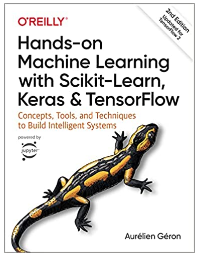 O'REILLY®
2nd Edition
Updated for
TensorFlow 2
Hands-on
Machine Learning
with Scikit-Learn,
Keras & TensorFlow
Concepts, Tools, and Techniques
to Build Intelligent Systems
powered by
jupyter
Aurélien Géron